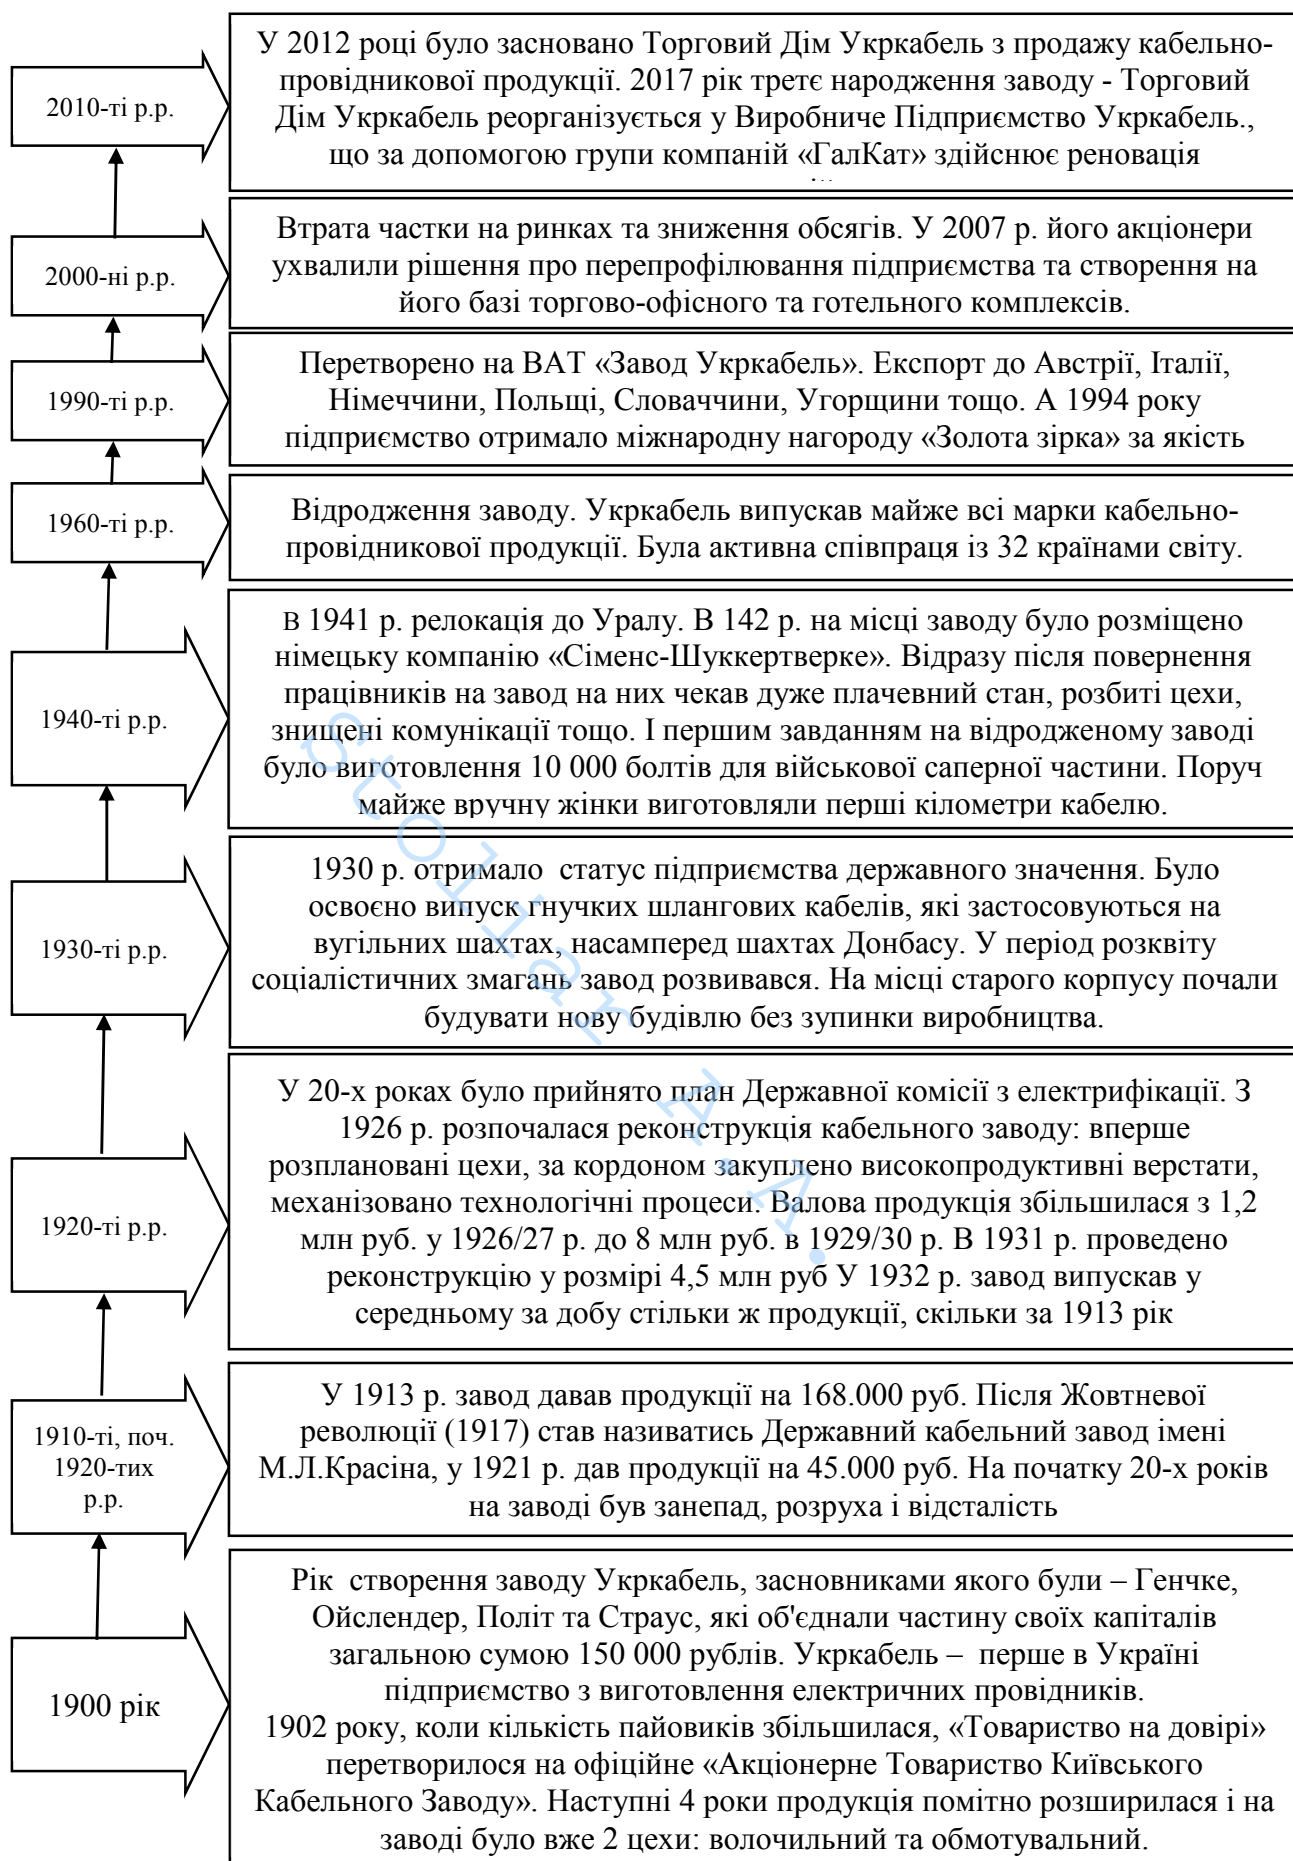 2010-ті р.р.
У 2012 році було засновано Торговий Дім Укркабель з продажу кабельно-
провідникової продукції. 2017 рік третє народження заводу - Торговий
Дім Укркабель реорганізується у Виробниче Підприємство Укркабель.,
що за допомогою групи компаній «ГалКат» здійснює реновація
2000-ні р.р.
Втрата частки на ринках та зниження обсягів. У 2007 р. його акціонери
ухвалили рішення про перепрофілювання підприємства та створення на
його базі торгово-офісного та готельного комплексів.
1990-ті р.р.
Перетворено на ВАТ «Завод Укркабель». Експорт до Австрії, Італії,
Німеччини, Польщі, Словаччини, Угорщини тощо. А 1994 року
підприємство отримало міжнародну нагороду «Золота зірка» за якість
1960-ті р.р.
Відродження заводу. Укркабель випускав майже всі марки кабельно-
провідникової продукції. Була активна співпраця із 32 країнами світу.
1940-ті р.р.
В 1941 р. релокація до Уралу. В 142 р. на місці заводу було розміщено
німецьку компанію «Сіменс-Шуккертверке». Відразу після повернення
працівників на завод на них чекав дуже плачевний стан, розбиті цехи,
знищені комунікації тощо. І першим завданням на відродженому заводі
було виготовлення 10 000 болтів для військової саперної частини. Поруч
майже вручну жінки виготовляли перші кілометри кабелю.
1930-ті р.р.
1930 р. отримало статус підприємства державного значення. Було
освоєно випуск гнучких шлангових кабелів, які застосовуються на
вугільних шахтах, насамперед шахтах Донбасу. У період розквіту
соціалістичних змагань завод розвивався. На місці старого корпусу почали
будувати нову будівлю без зупинки виробництва.
1920-ті р.р.
У 20-х роках було прийнято план Державної комісії з електрифікації. З
1926 р. розпочалася реконструкція кабельного заводу: вперше
розплановані цехи, за кордоном закуплено високопродуктивні верстати,
механізовано технологічні процеси. Валова продукція збільшилася з 1,2
млн руб. у 1926/27 р. до 8 млн руб. в 1929/30 р. В 1931 р. проведено
реконструкцію у розмірі 4,5 млн руб У 1932 р. завод випускав у
середньому за добу стільки ж продукції, скільки за 1913 рік
1910-ті, поч.
1920-тих
р.р.
У 1913 р. завод давав продукції на 168.000 руб. Після Жовтневої
революції (1917) став називатись Державний кабельний завод імені
М.Л.Красіна, у 1921 р. дав продукції на 45.000 руб. На початку 20-х років
на заводі був занепад, розруха і відсталість
1900 рік
Рік створення заводу Укркабель, засновниками якого були – Генчке,
Ойслендер, Політ та Страус, які об'єднали частину своїх капіталів
загальною сумою 150 000 рублів. Укркабель – перше в Україні
підприємство з виготовлення електричних провідників.
1902 року, коли кількість пайовиків збільшилася, «Товариство на довірі»
перетворилося на офіційне «Акціонерне Товариство Київського
Кабельного Заводу». Наступні 4 роки продукція помітно розширилася і на
заводі було вже 2 цехи: волочильний та обмотувальний.
stoliar A.A.